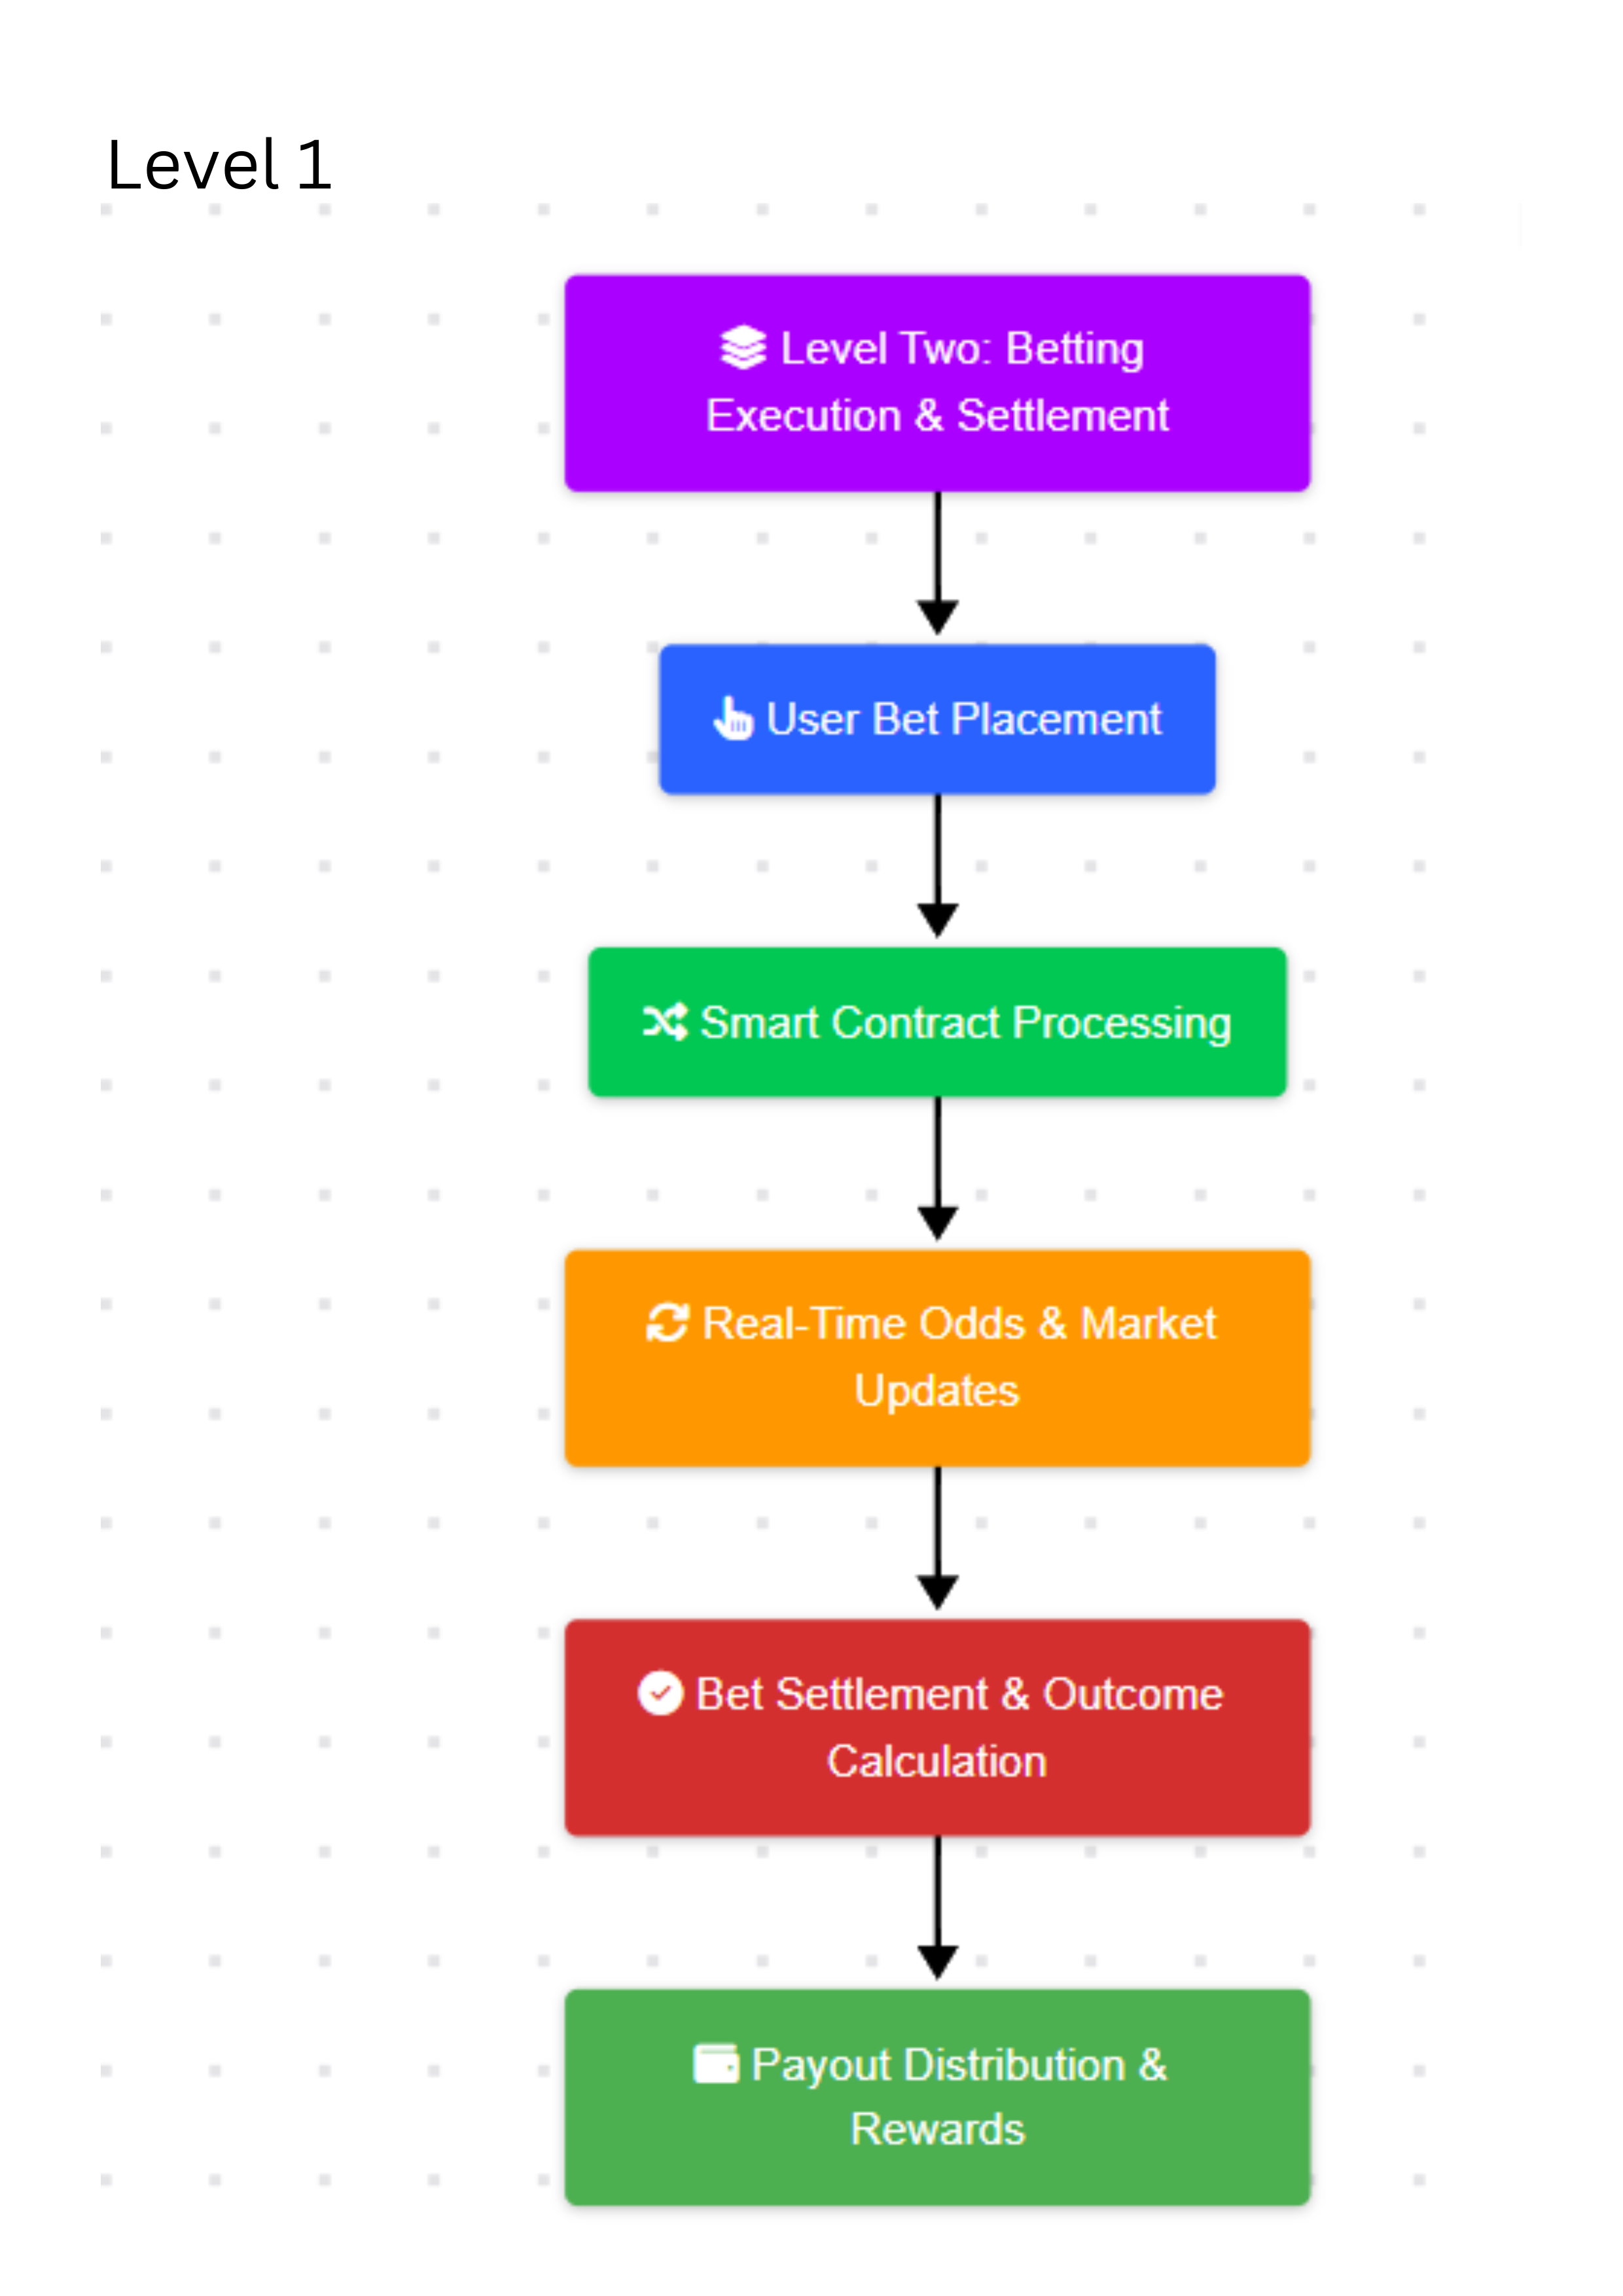 Level 1
Level Two: Betting
Execution & Settlement
User Bet Placement
Smart Contract Processing
Real-Time Odds & Market
Updates
Bet Settlement & Outcome
Calculation
Payout Distribution &
Rewards